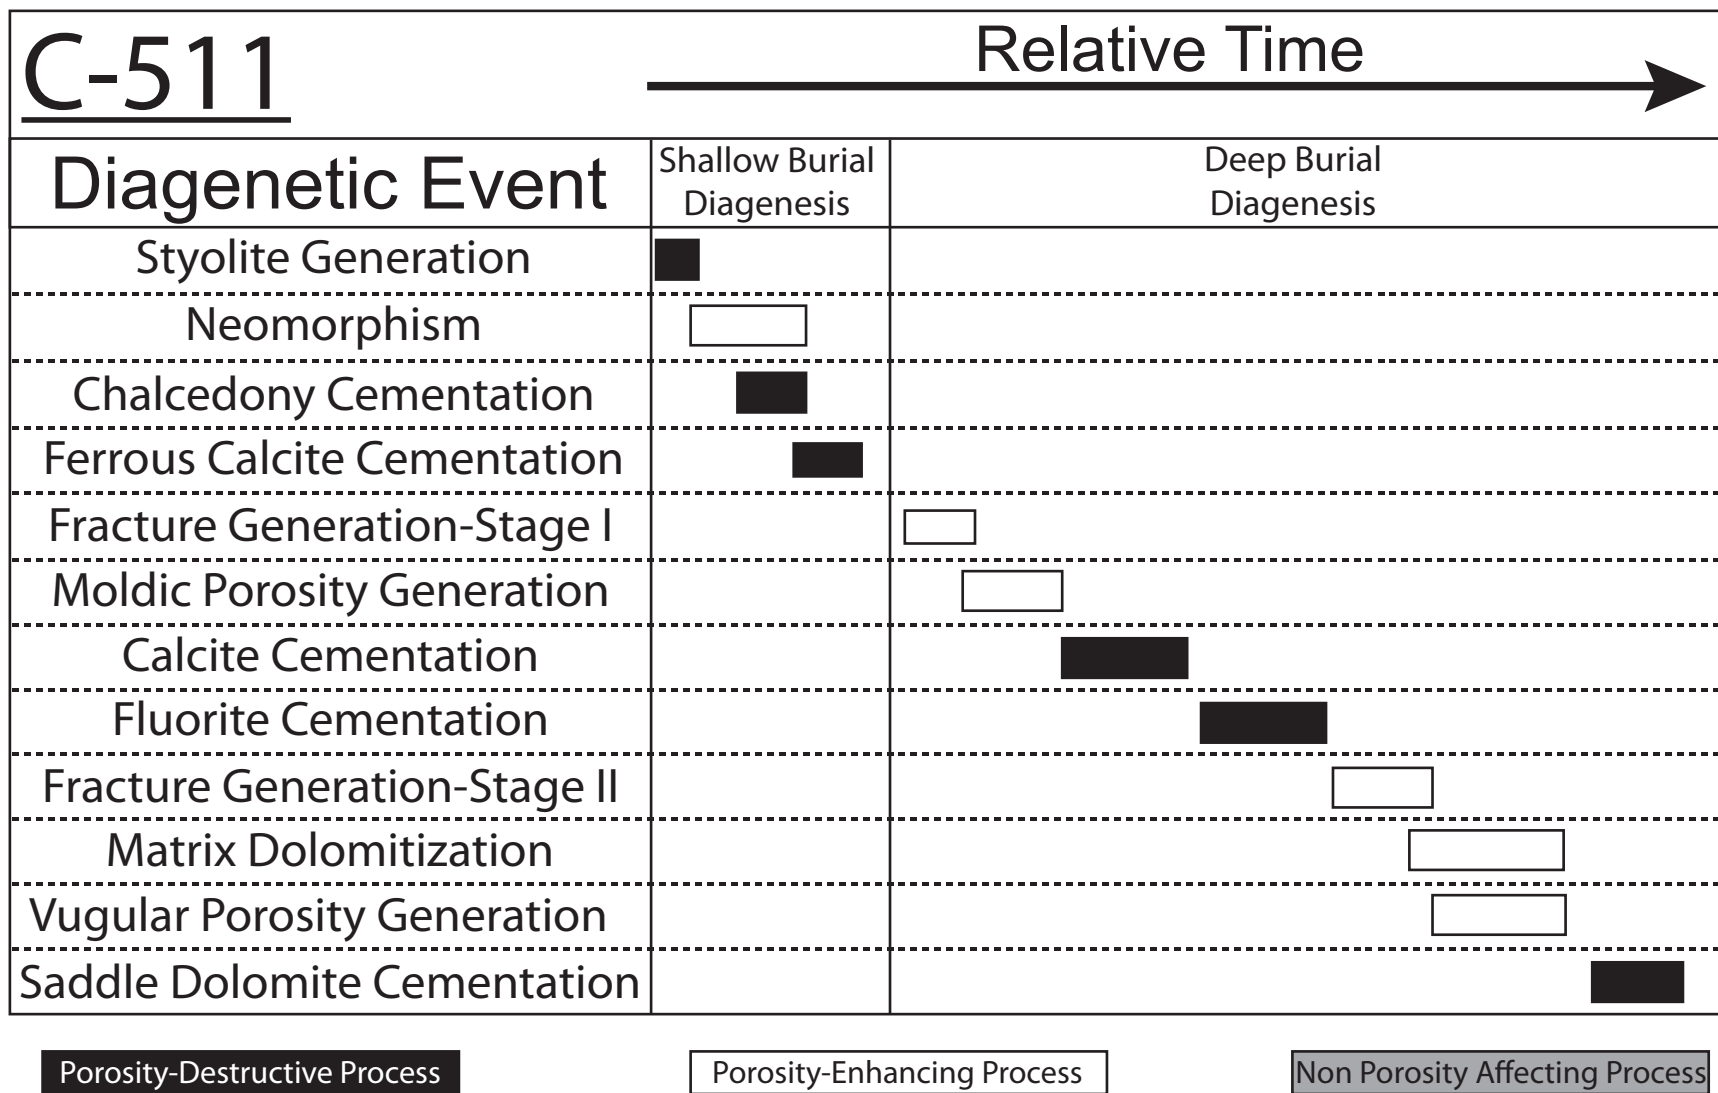 C-511
Relative Time
Diagenetic Event
Shallow Burial
Diagenesis
Deep Burial
Diagenesis
Styolite Generation
Neomorphism
Chalcedony Cementation
Ferrous Calcite Cementation
Fracture Generation-Stage I
Moldic Porosity Generation
Calcite Cementation
Fluorite Cementation
Fracture Generation-Stage II
Matrix Dolomitization
Vugular Porosity Generation
Saddle Dolomite Cementation
Porosity-Destructive Process
Porosity-Enhancing Process
Non Porosity Affecting Process